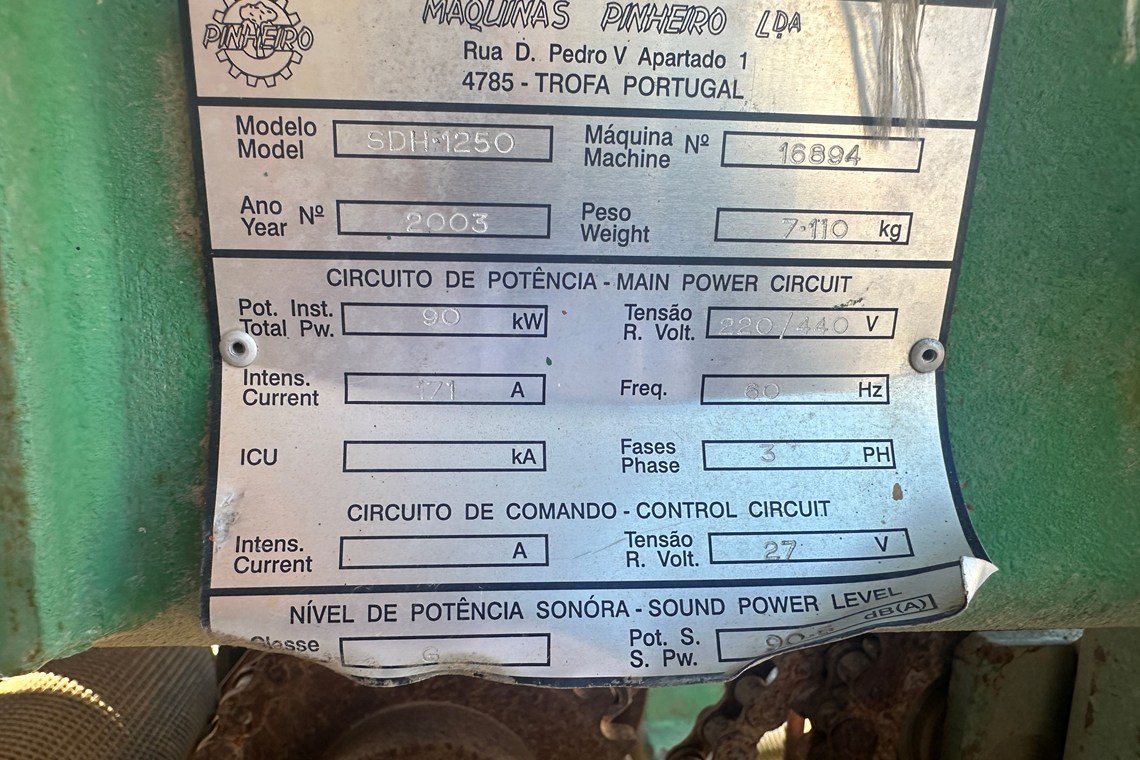 PINHEIRO
MÁQUINAS PINHEIRO LDA
Rua D. Pedro V Apartado 1
4785 - TROFA PORTUGAL
Modelo
Model SDH-1250
Máquina Nº
Machine 16894
Ano Nº
Year 2003
Peso
Weight 7·110 kg
CIRCUITO DE POTÊNCIA - MAIN POWER CIRCUIT
Pot. Inst.
Total Pw. 90 kW
Tensão
R. Volt. 220/440 V
Intens.
Current 171 A
Freq. 60 Hz
ICU kA
Fases
Phase 3 PH
CIRCUITO DE COMANDO - CONTROL CIRCUIT
Intens.
Current A
Tensão
R. Volt. 27 V
NÍVEL DE POTÊNCIA SONÓRA - SOUND POWER LEVEL
Classe G
Pot. S.
S. Pw. dB(A)